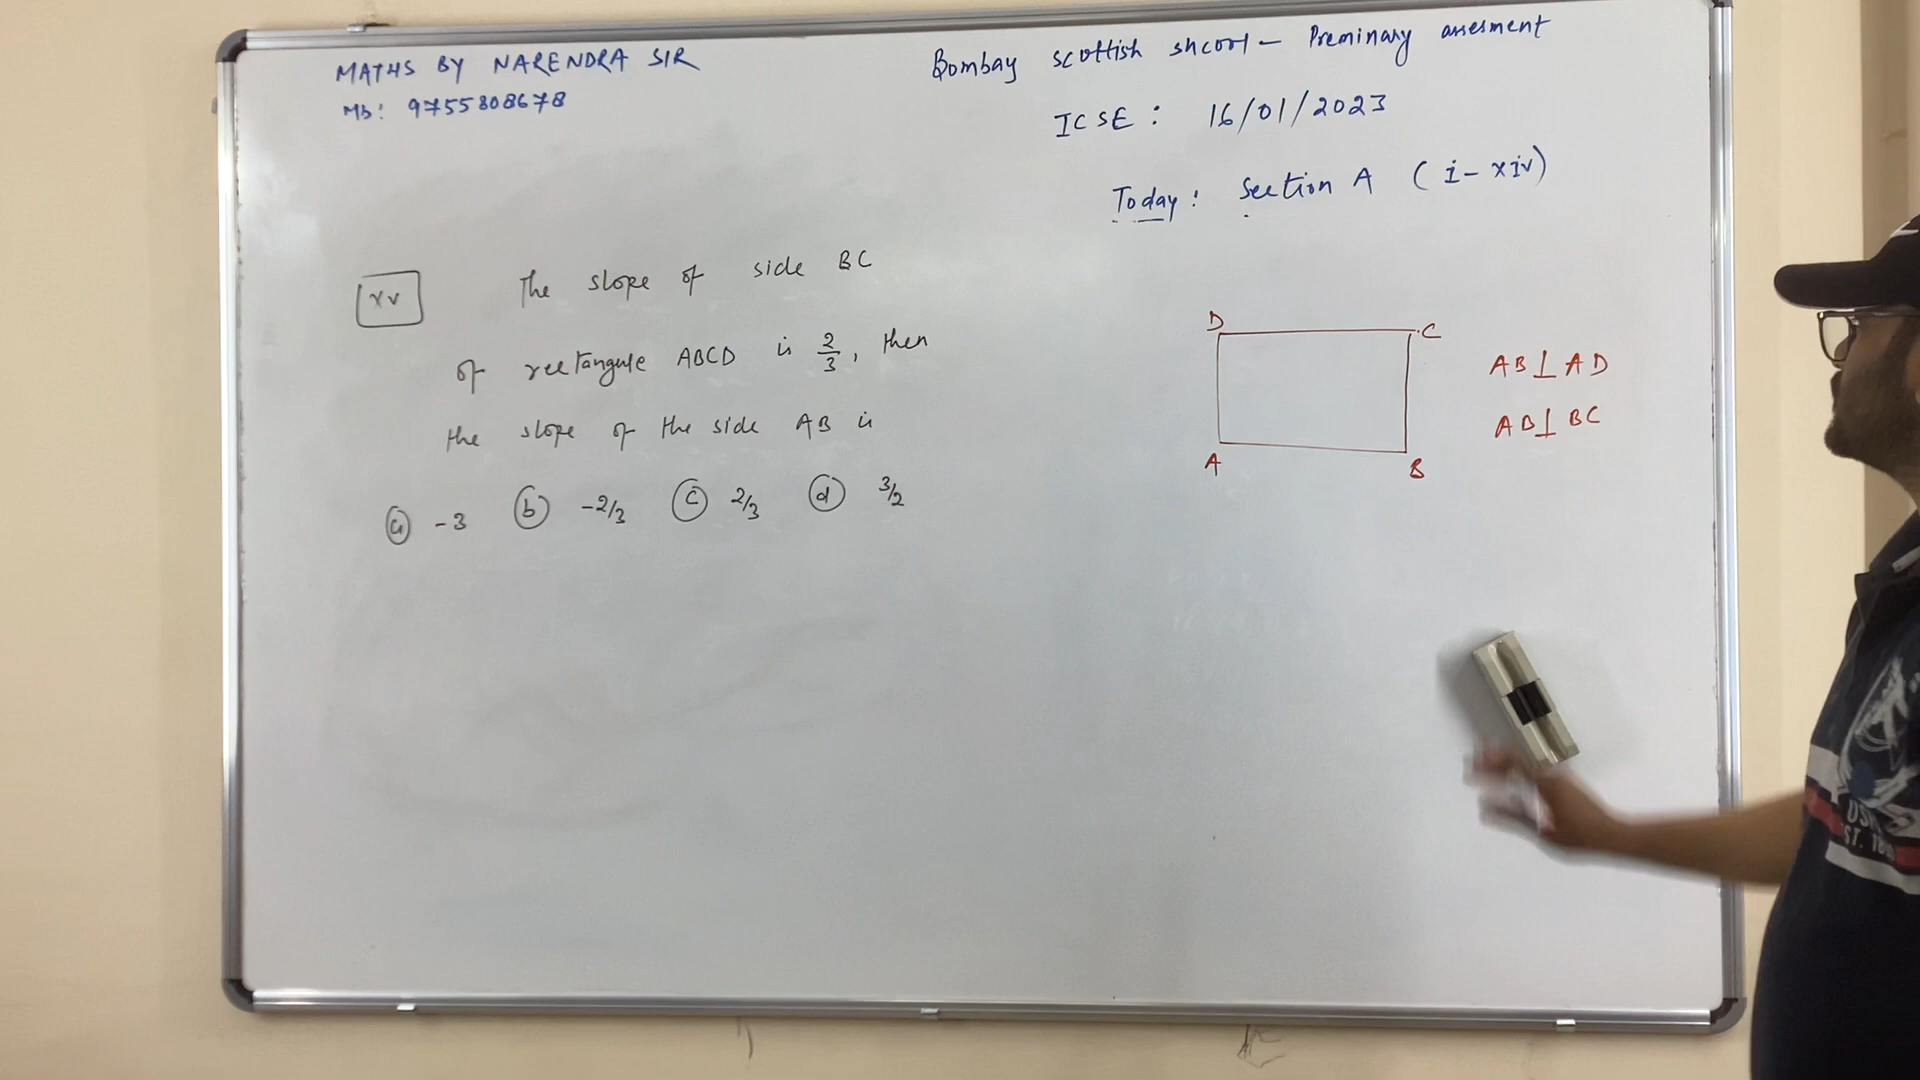 MATHS BY NARENDRA SIR
Mb: 9755808678
Bombay scottish shcorl - Preminary assesment
ICSE: 16/01/2023
Today: Section A (i-xiv)
xv The slope of side BC
of rectangule ABCD is 2/3, then
the slope of the side AB is
(a) -3 (b) -2/3 (c) 2/3 (d) 3/2
D C
A B
AB⊥AD
AB⊥BC